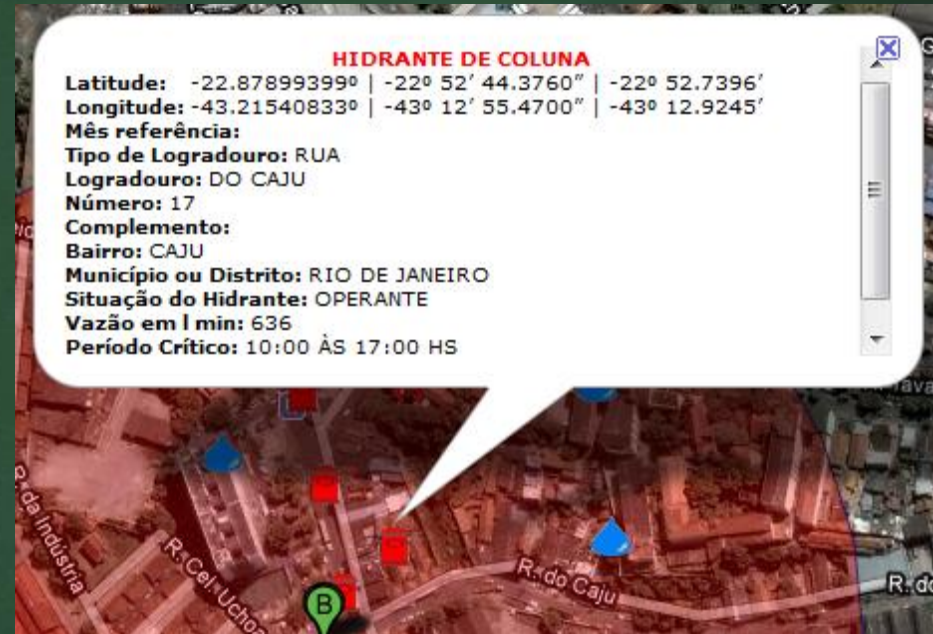 HIDRANTE DE COLUNA
Latitude: -22.878993990 | -22º 52′ 44.3760″ | -22º 52.7396′
Longitude: -43.21540833º | -43º 12′ 55.4700″ | -43º 12.9245′
Mês referência:
Tipo de Logradouro: RUA
Logradouro: DO CAJU
Número: 17
Complemento:
Bairro: CAJU
Município ou Distrito: RIO DE JANEIRO
Situação do Hidrante: OPERANTE
Vazão em l min: 636
Período Crítico: 10:00 ÀS 17:00 HS
R. da Indústria
R. Cel. Uchoa
B
R. do Caju